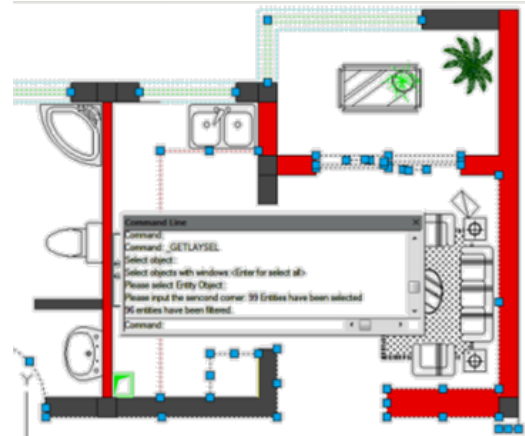 Command Line
Command:
Command: _GETLAYSEL
Select object:
Select objects with windows <Enter for select all>
Please select Entity Object:
Please input the sencond corner: 99 Entities have been selected
96 entities have been filtered.
Command:
Y